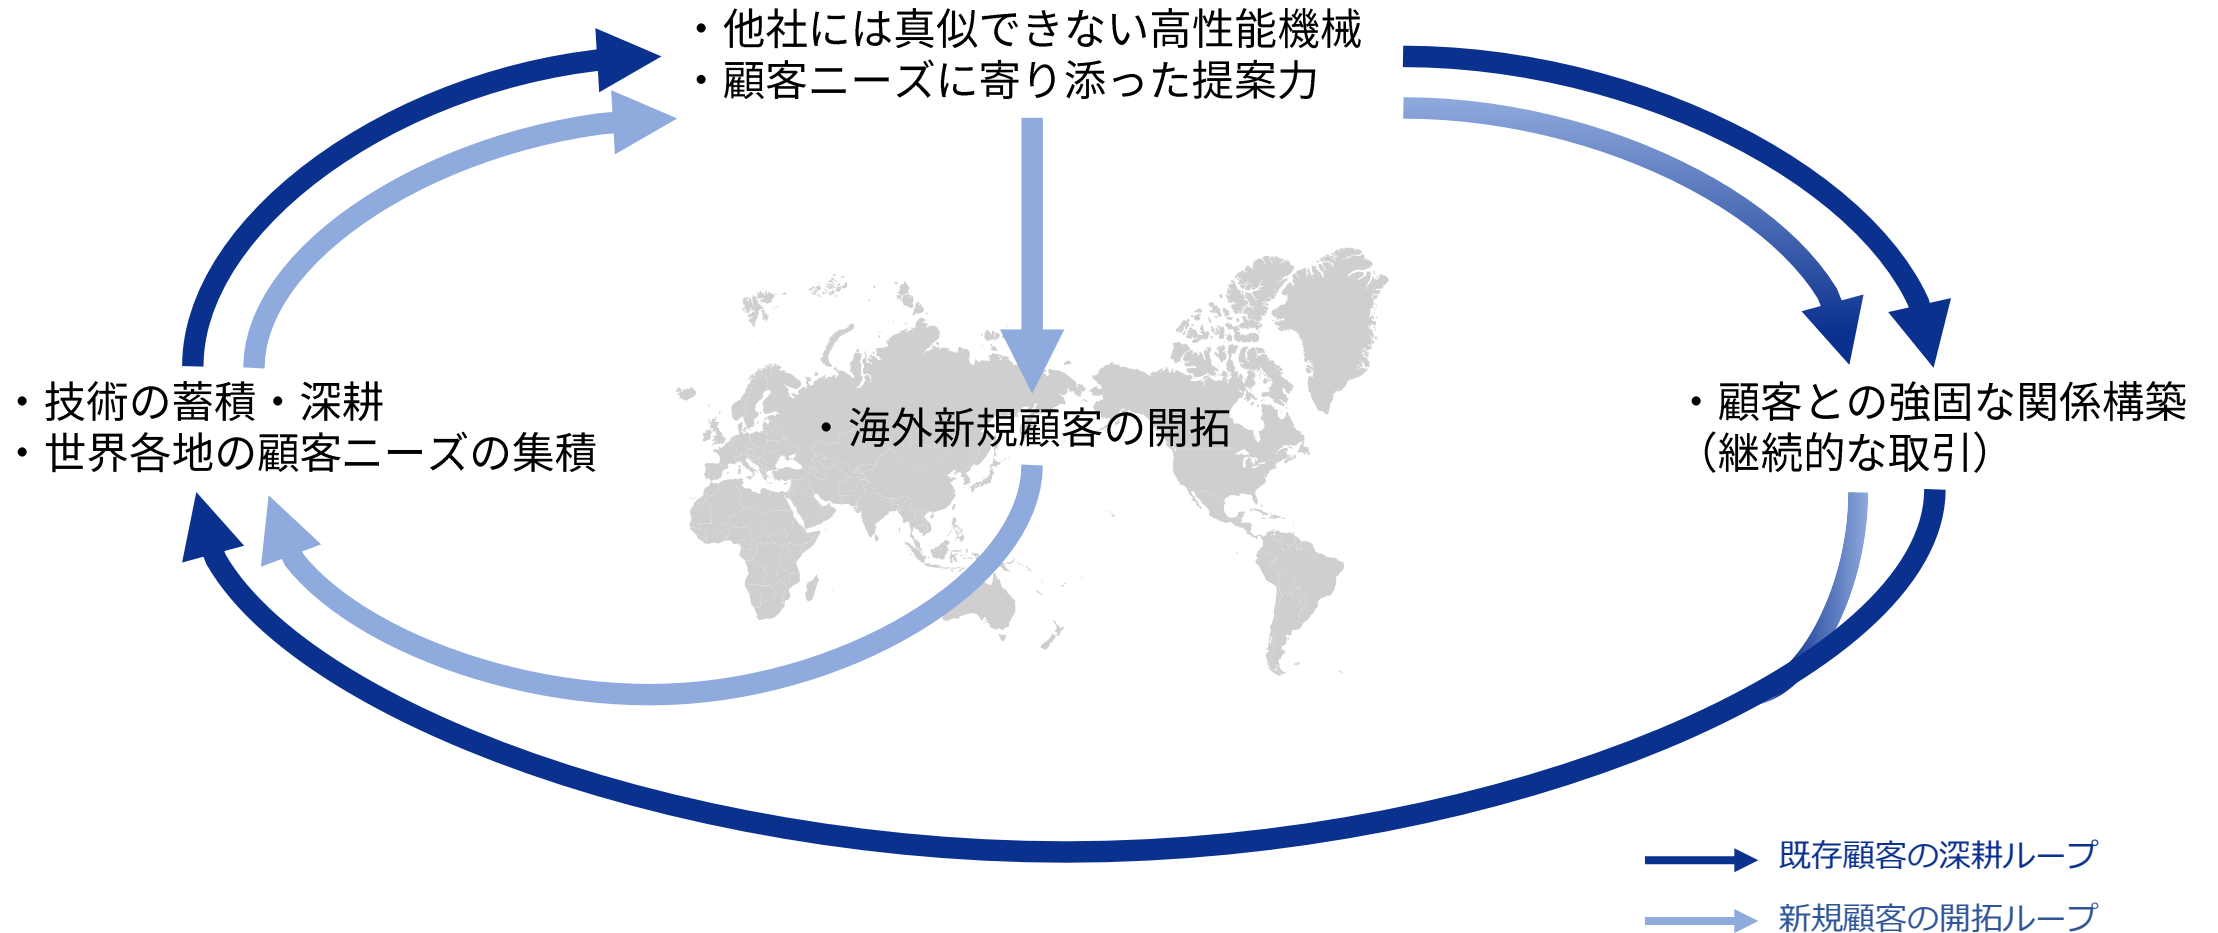 ・他社には真似できない高性能機械
・顧客ニーズに寄り添った提案力
・技術の蓄積・深耕
・世界各地の顧客ニーズの集積
・海外新規顧客の開拓
・顧客との強固な関係構築
（継続的な取引）
既存顧客の深耕ループ
新規顧客の開拓ループ